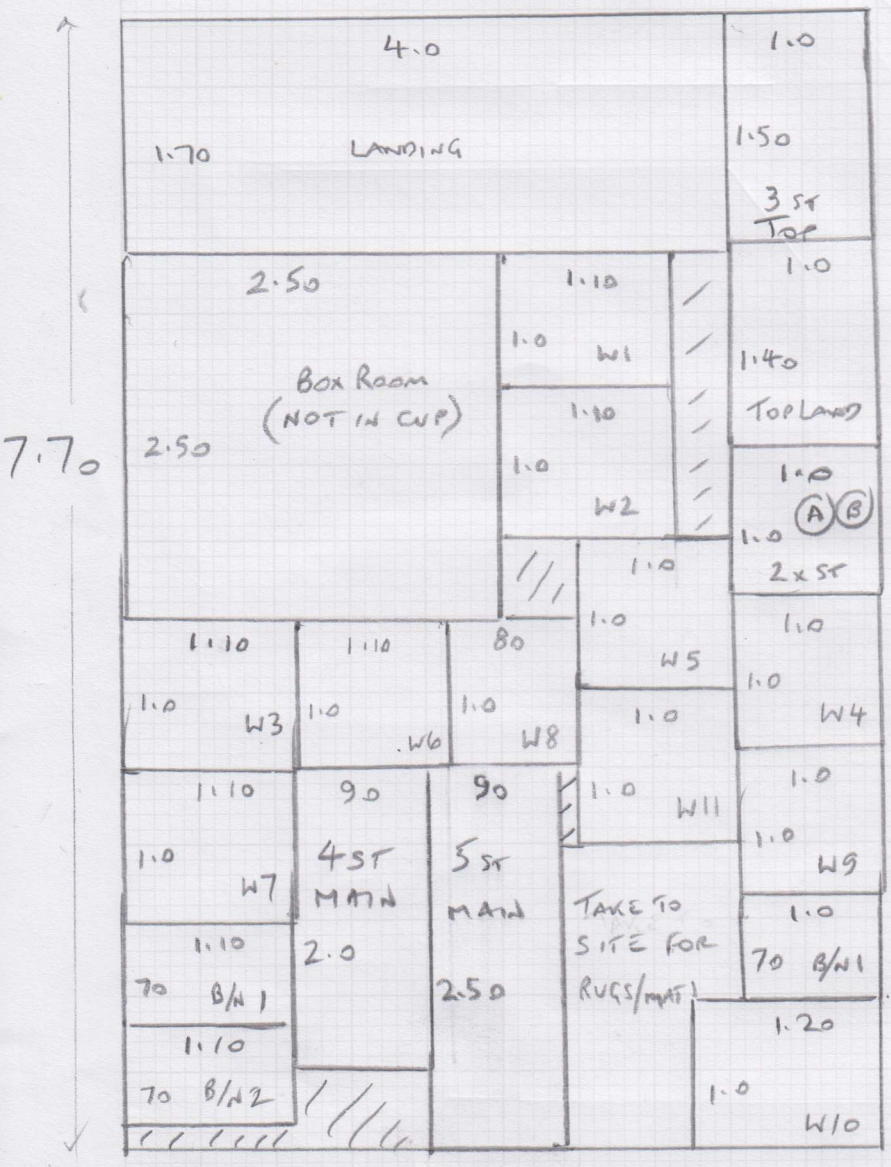 4.0
1.70 LANDING
1.0
1.50
3 ST
TOP
2.50
BOX ROOM
(NOT IN CUP)
2.50
1.10
1.0 W1
1.10
1.0
W2
1.0
1.40
TOP LAND
1.0
A B
1.0
2 x ST
7.70
1.10
1.0 W3
1.10
1.0 W6
80
1.0 W8
1.0
1.0
W5
1.0
1.0
W4
1.10
1.0
W7
90
4 ST
MAIN
2.0
90
5 ST
MAIN
2.50
1.0
1.0 W11
1.0
1.0
W9
TAKE TO
SITE FOR
RUGS/MAT
1.0
70 B/N1
1.10
70 B/N1
1.10
70 B/N2
1.20
1.0
W10